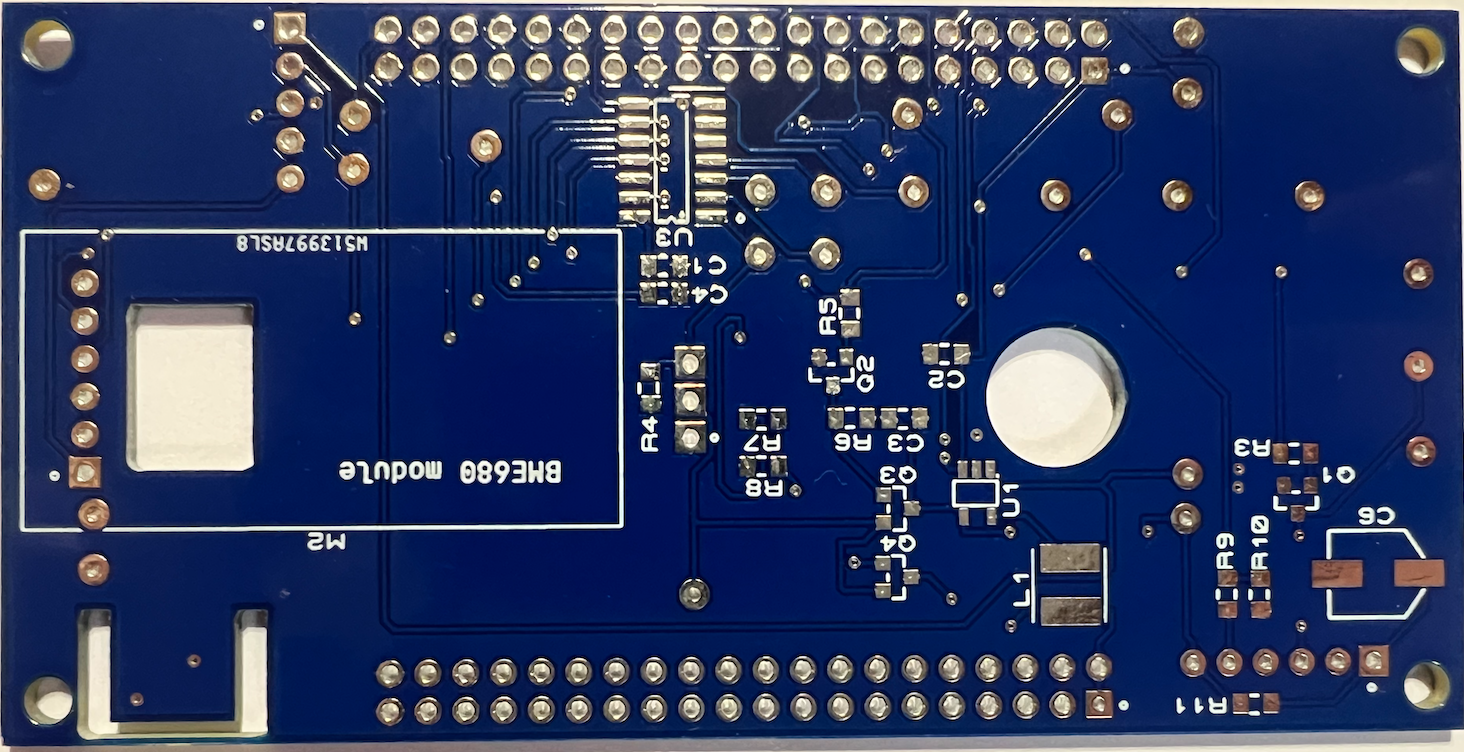 WS13997ASL8
U3
C1
C4
R5
Q2
C2
R4
R7
R6
C3
BME680 module
R8
Q3
U1
R3
Q1
M2
Q4
C6
R9
R10
L1
R11